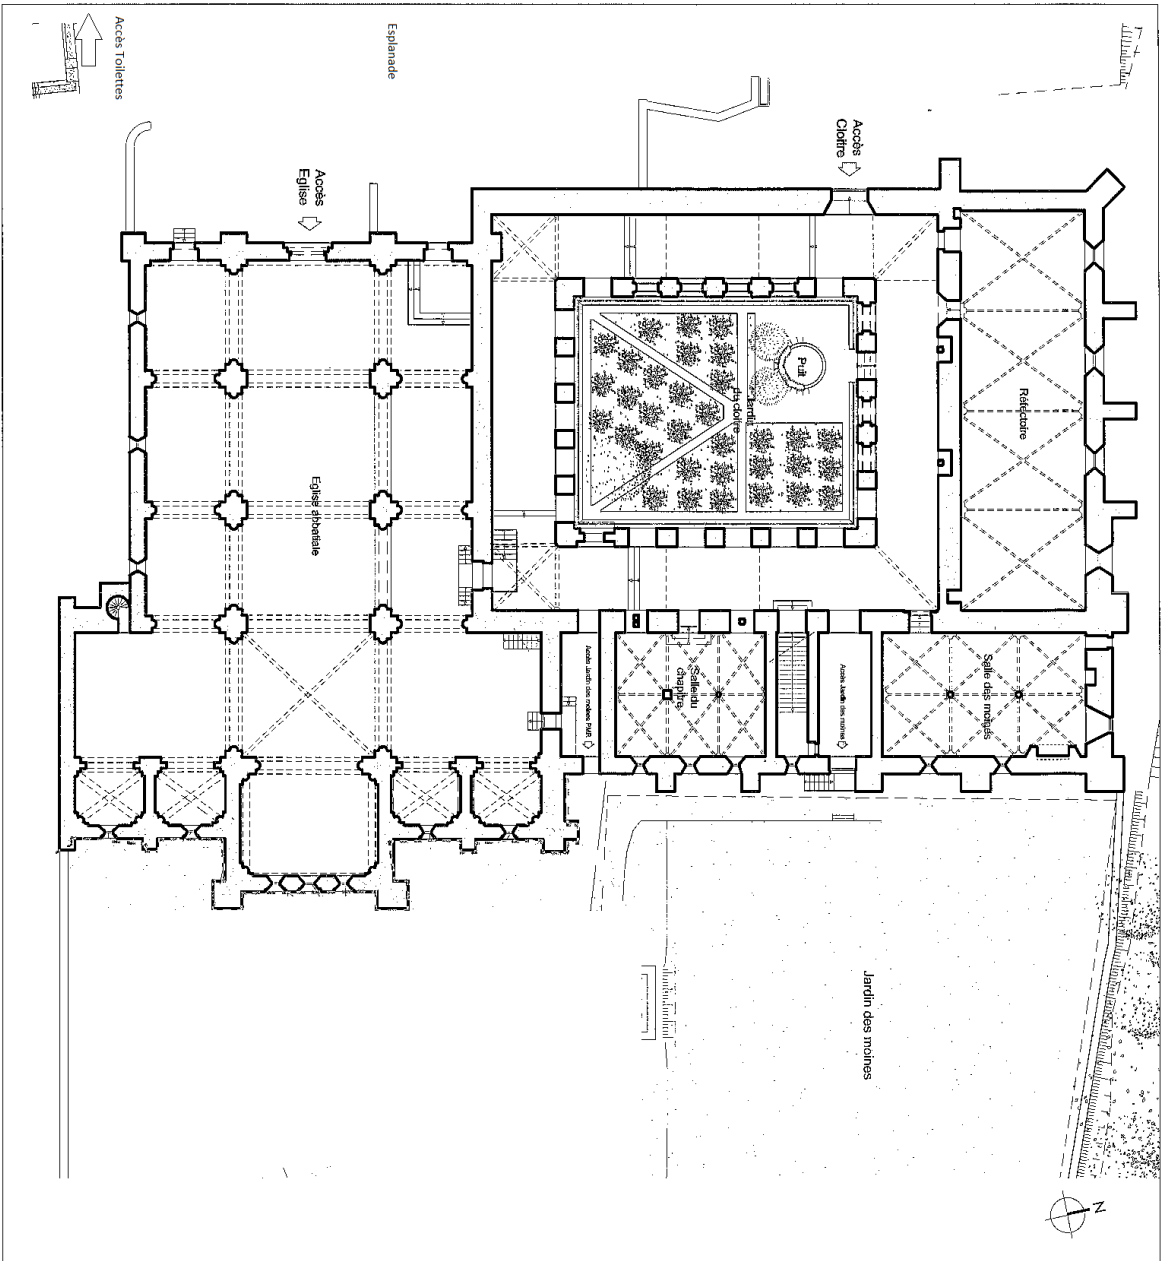 Accès Toilettes
Esplanade
Accès
Cloître
Accès
Eglise
Réfectoire
Puit
Jardin
du cloître
Eglise abbatiale
Accès Jardin des moines PMR
Salle du
chapitre
Accès Jardin des moines
Salle des moines
Jardin des moines
N